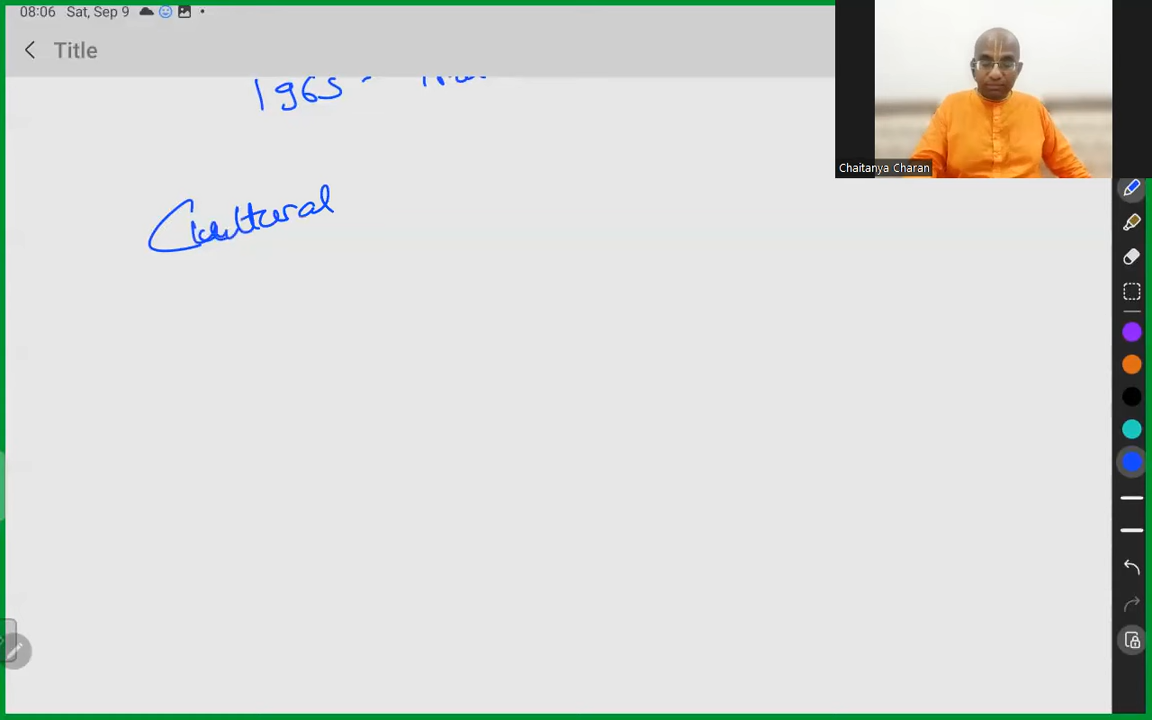 08:06 Sat, Sep 9
Title
1965 -
Chaitanya Charan
Cultural